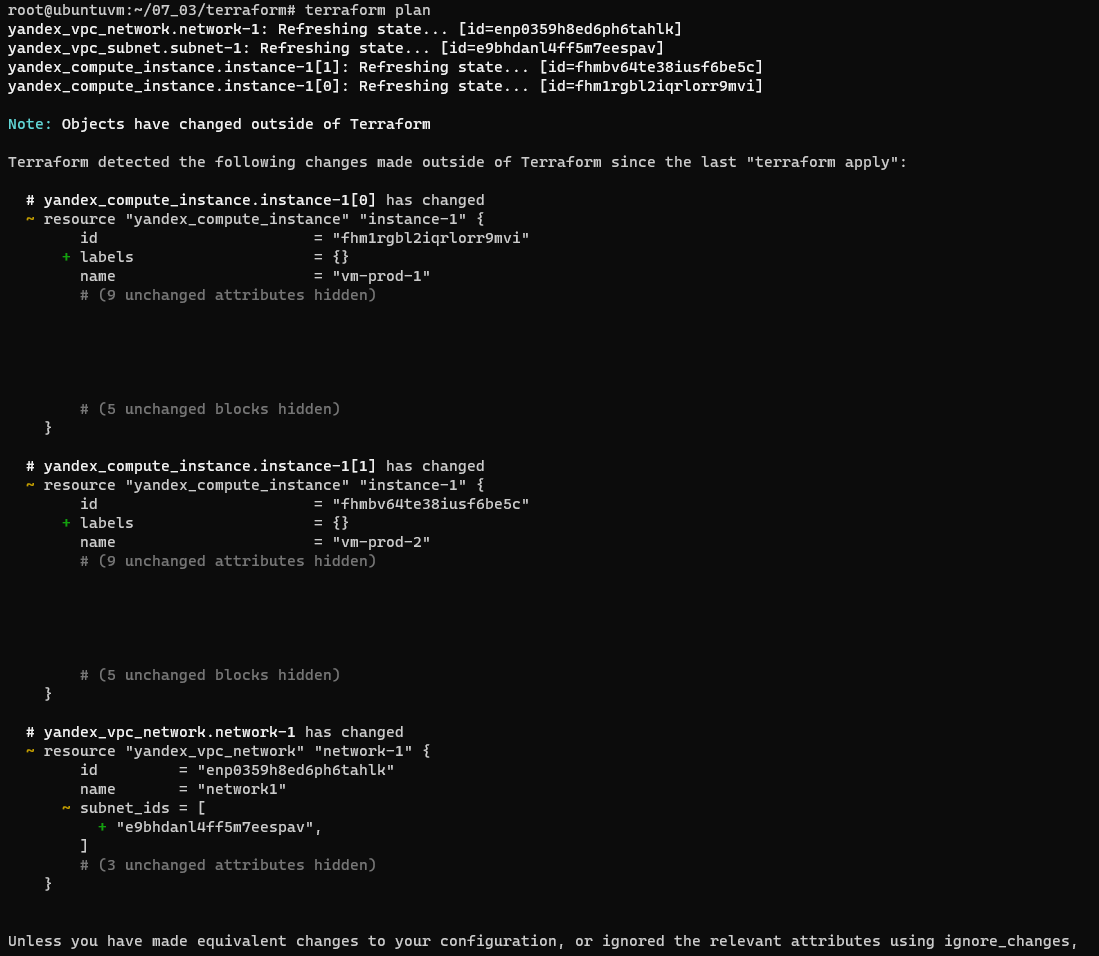 root@ubuntuvm:~/07_03/terraform# terraform plan
yandex_vpc_network.network-1: Refreshing state... [id=enp0359h8ed6ph6tahlk]
yandex_vpc_subnet.subnet-1: Refreshing state... [id=e9bhdanl4ff5m7eespav]
yandex_compute_instance.instance-1[1]: Refreshing state... [id=fhmbv64te38iusf6be5c]
yandex_compute_instance.instance-1[0]: Refreshing state... [id=fhm1rgbl2iqrlorr9mvi]
Note: Objects have changed outside of Terraform
Terraform detected the following changes made outside of Terraform since the last "terraform apply":
# yandex_compute_instance.instance-1[0] has changed
~ resource "yandex_compute_instance" "instance-1" {
id = "fhm1rgbl2iqrlorr9mvi"
+ labels = {}
name = "vm-prod-1"
# (9 unchanged attributes hidden)
# (5 unchanged blocks hidden)
}
# yandex_compute_instance.instance-1[1] has changed
~ resource "yandex_compute_instance" "instance-1" {
id = "fhmbv64te38iusf6be5c"
+ labels = {}
name = "vm-prod-2"
# (9 unchanged attributes hidden)
# (5 unchanged blocks hidden)
}
# yandex_vpc_network.network-1 has changed
~ resource "yandex_vpc_network" "network-1" {
id = "enp0359h8ed6ph6tahlk"
name = "network1"
~ subnet_ids = [
+ "e9bhdanl4ff5m7eespav",
]
# (3 unchanged attributes hidden)
}
Unless you have made equivalent changes to your configuration, or ignored the relevant attributes using ignore_changes,